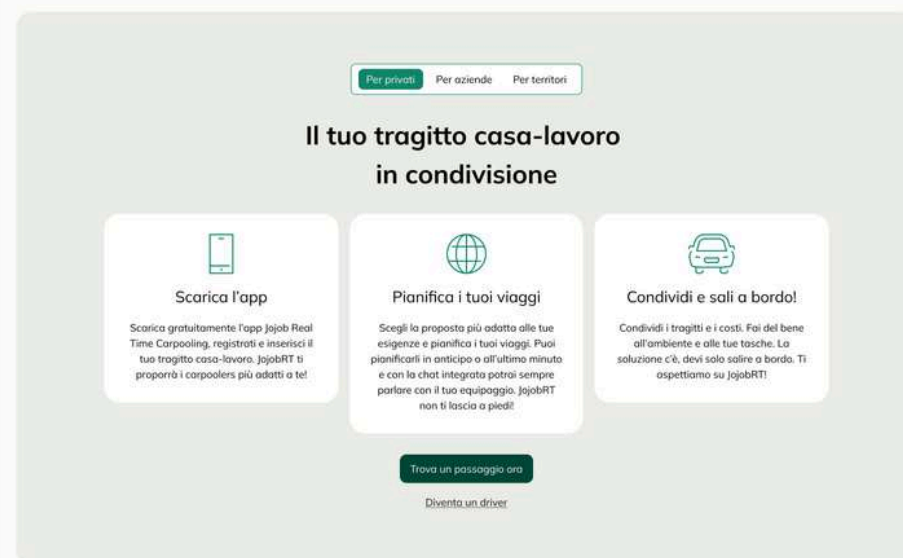 Per privati Per aziende Per territori
Il tuo tragitto casa-lavoro
in condivisione
Scarica l'app
Scarica gratuitamente l'app Jojob Real
Time Carpooling, registrati e inserisci il
tuo tragitto casa-lavoro. JojobRT ti
proporrà i carpoolers più adatti a te!
Pianifica i tuoi viaggi
Scegli la proposta più adatta alle tue
esigenze e pianifica i tuoi viaggi. Puoi
pianificarli in anticipo o all'ultimo minuto
e con la chat integrata potrai sempre
parlare con il tuo equipaggio. JojobRT
non ti lascia a piedi!
Condividi e sali a bordo!
Condividi i tragitti e i costi. Fai del bene
all'ambiente e alle tue tasche. La
soluzione c'è, devi solo salire a bordo. Ti
aspettiamo su JojobRT!
Trova un passaggio ora
Diventa un driver